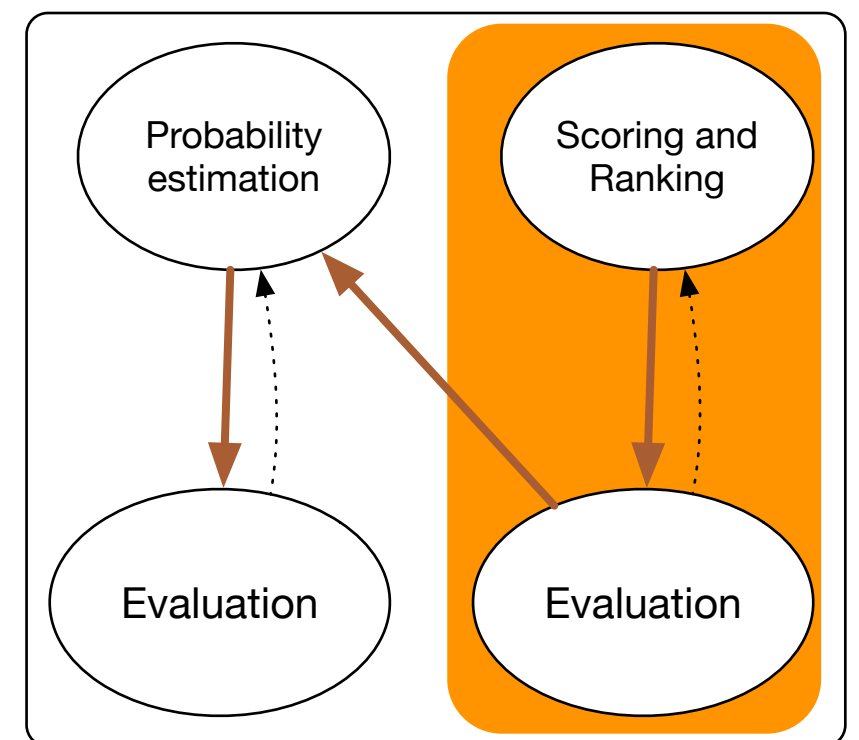 Probability
estimation
Scoring and
Ranking
Evaluation
Evaluation